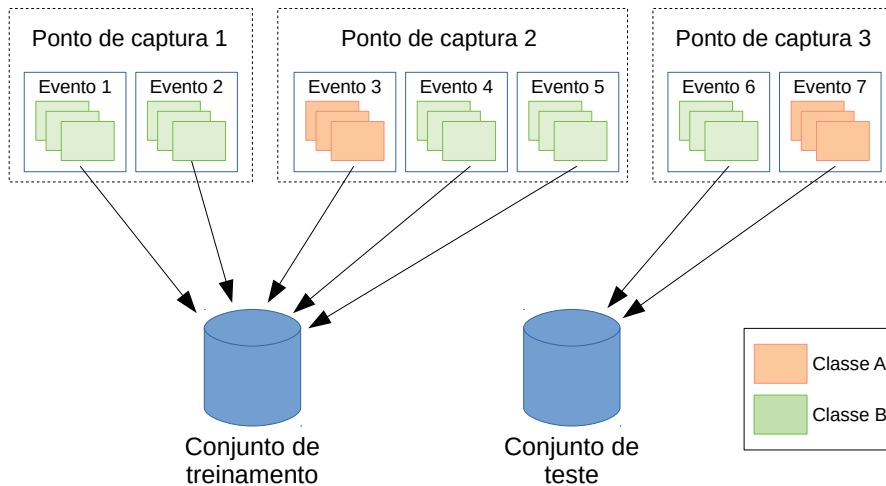 Ponto de captura 1
Ponto de captura 2
Ponto de captura 3
Evento 1
Evento 2
Evento 3
Evento 4
Evento 5
Evento 6
Evento 7
Conjunto de
treinamento
Conjunto de
teste
Classe A
Classe B